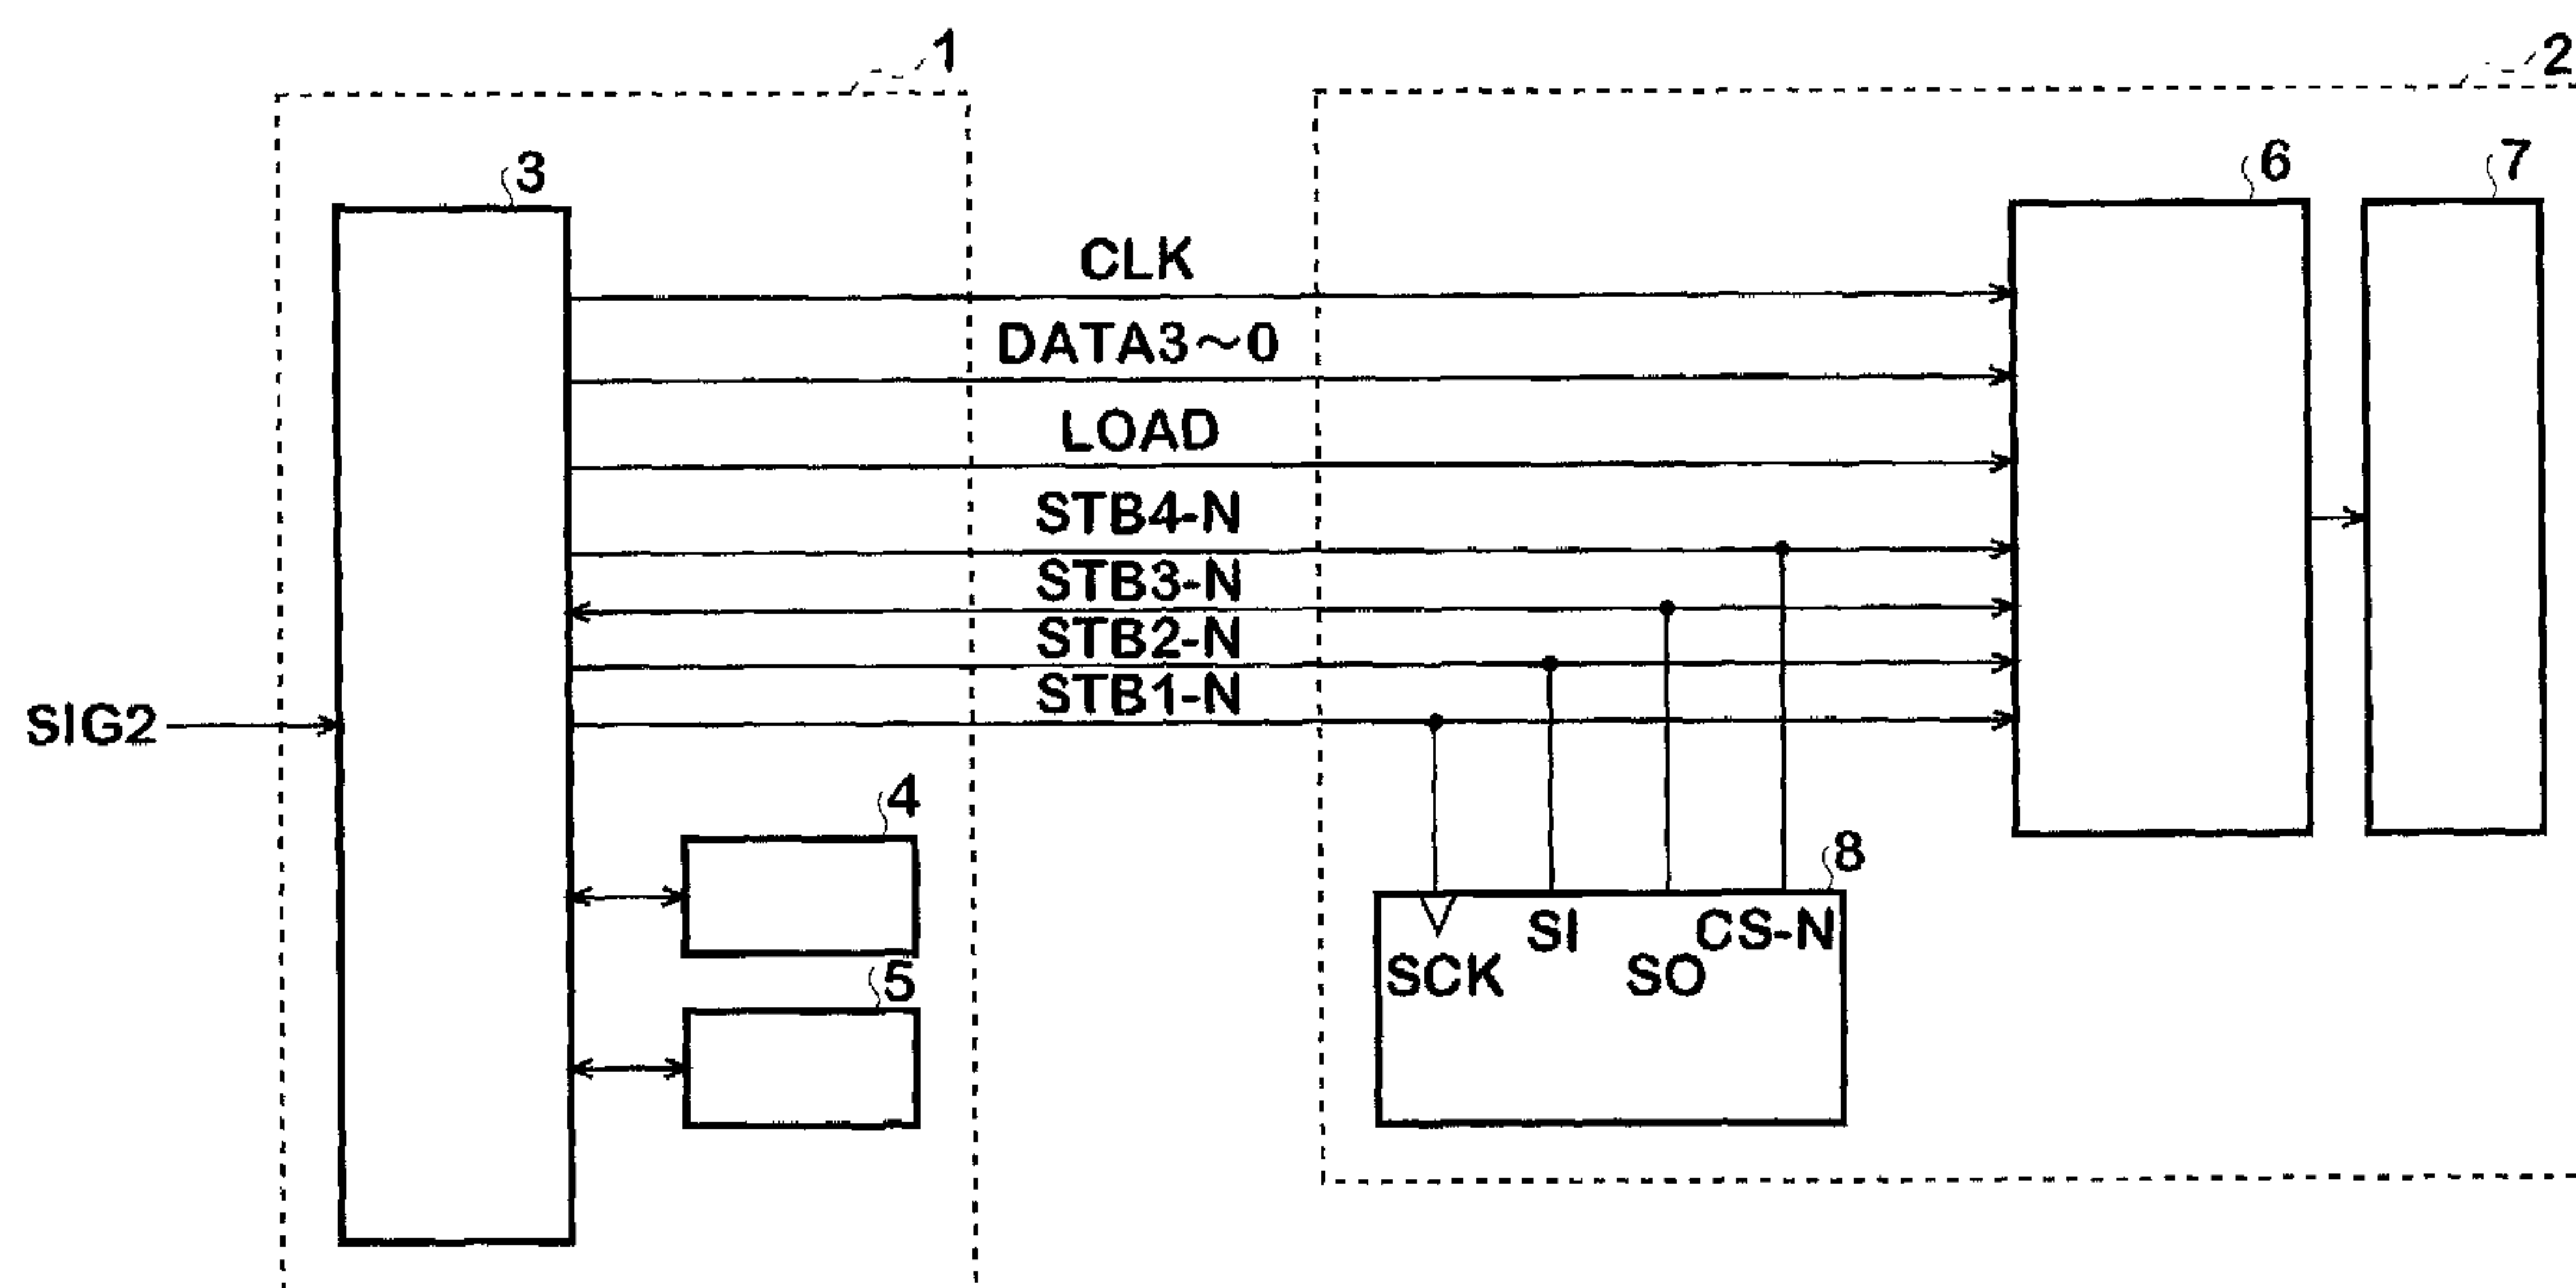 1
2
3
6
7
CLK
DATA3~0
LOAD
STB4-N
STB3-N
STB2-N
STB1-N
SIG2
4
8
5
SI
CS-N
SCK
SO